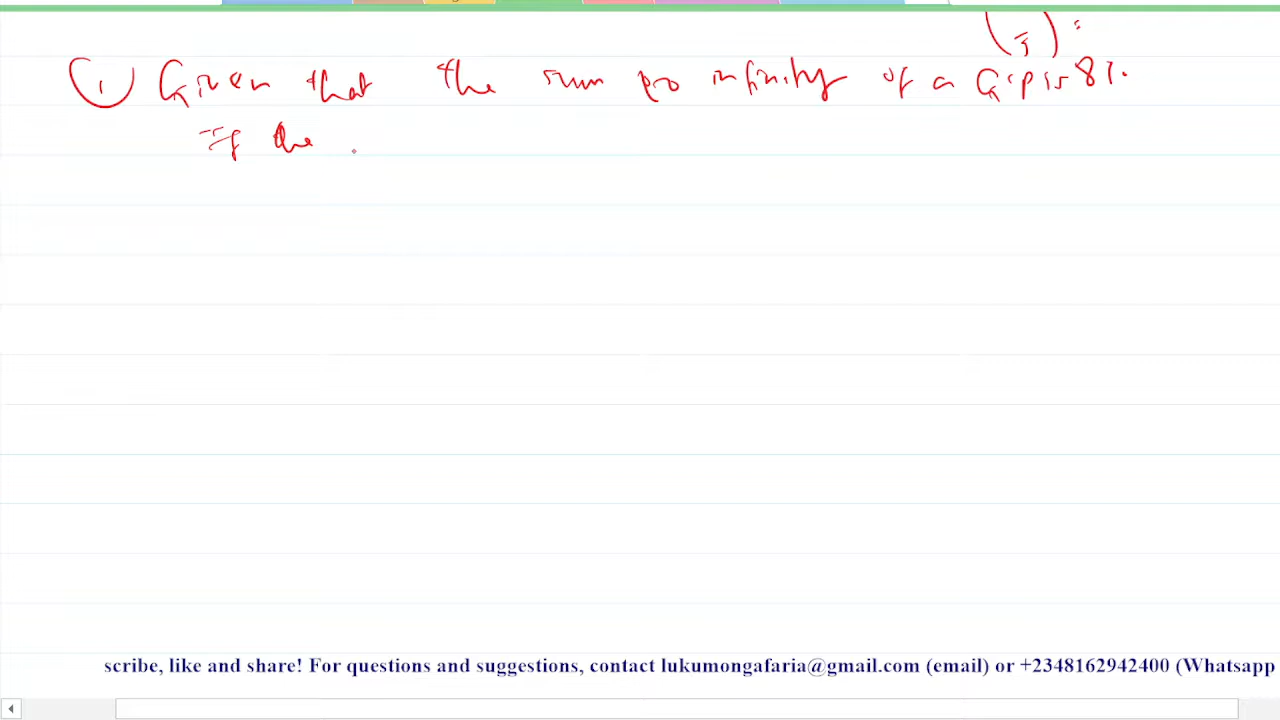 ① Given that the sum to infinity of a G.P is 81.
If the
scribe, like and share! For questions and suggestions, contact lukumongafaria@gmail.com (email) or +2348162942400 (Whatsapp